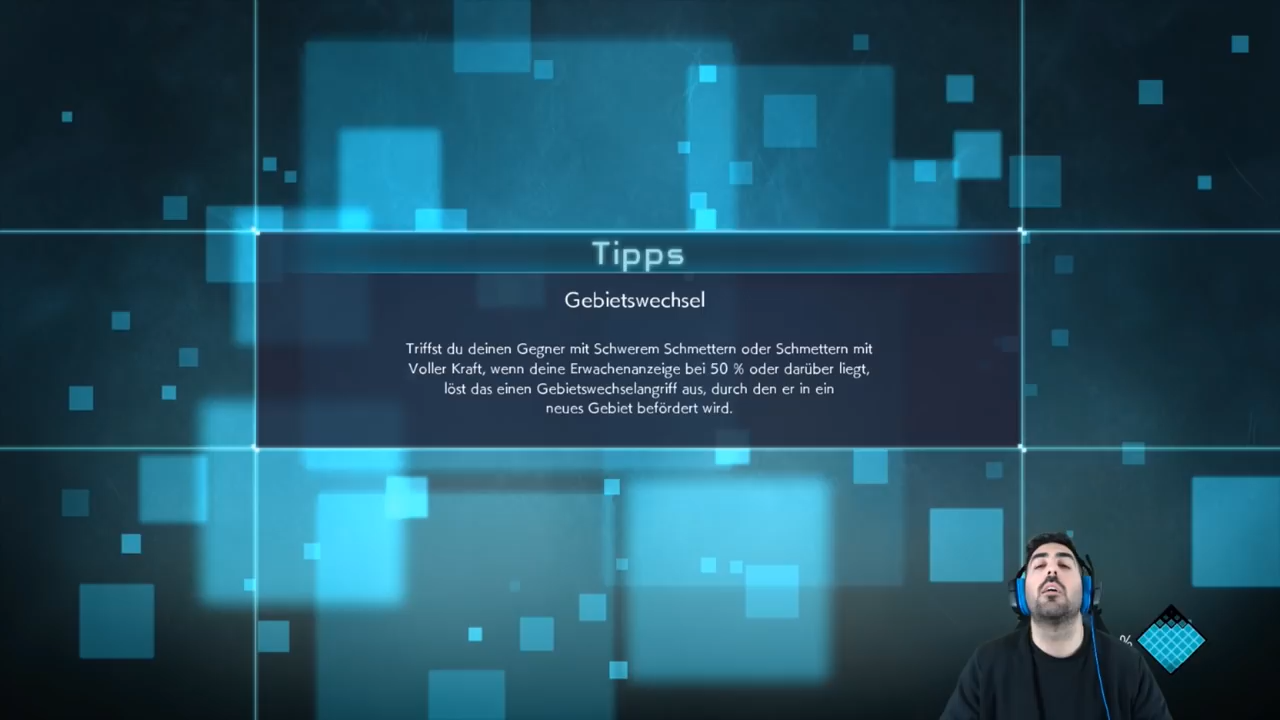 Tipps
Gebietswechsel
Triffst du deinen Gegner mit Schwerem Schmettern oder Schmettern mit
Voller Kraft, wenn deine Erwachenanzeige bei 50 % oder darüber liegt,
löst das einen Gebietswechselangriff aus, durch den er in ein
neues Gebiet befördert wird.
%